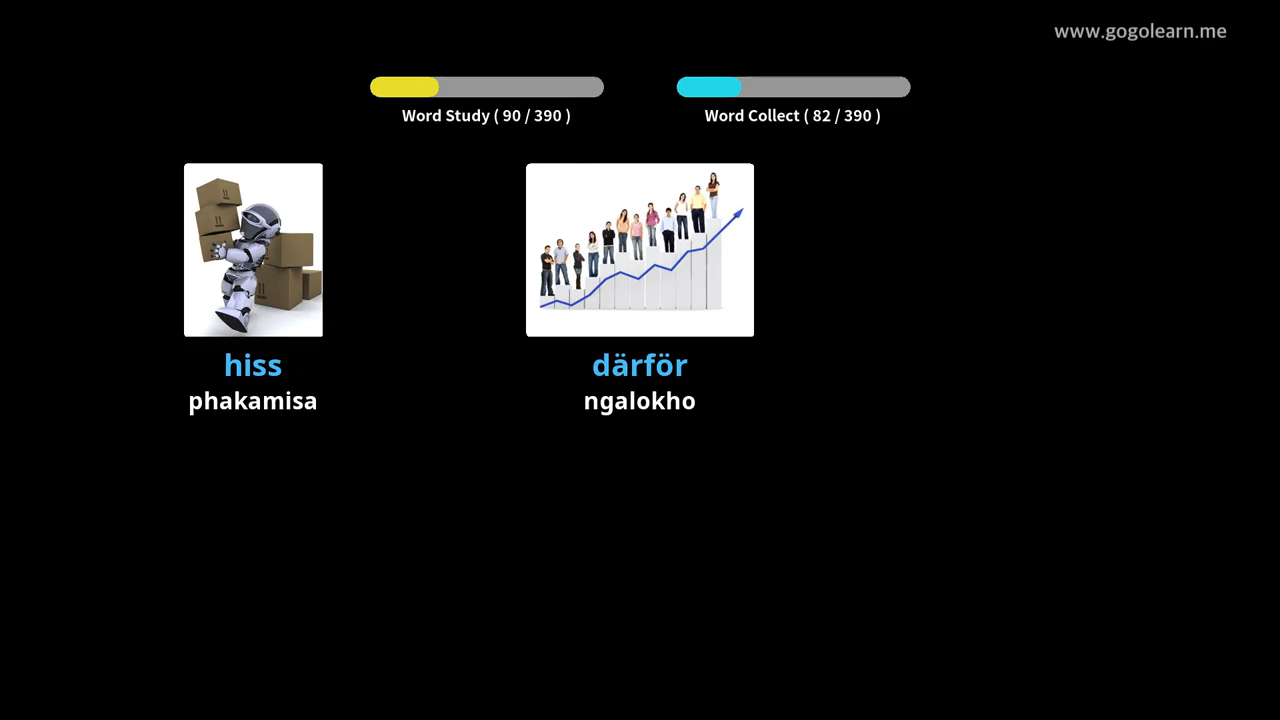 www.gogolearn.me
Word Study ( 90 / 390 )
Word Collect ( 82 / 390 )
hiss
phakamisa
därför
ngalokho